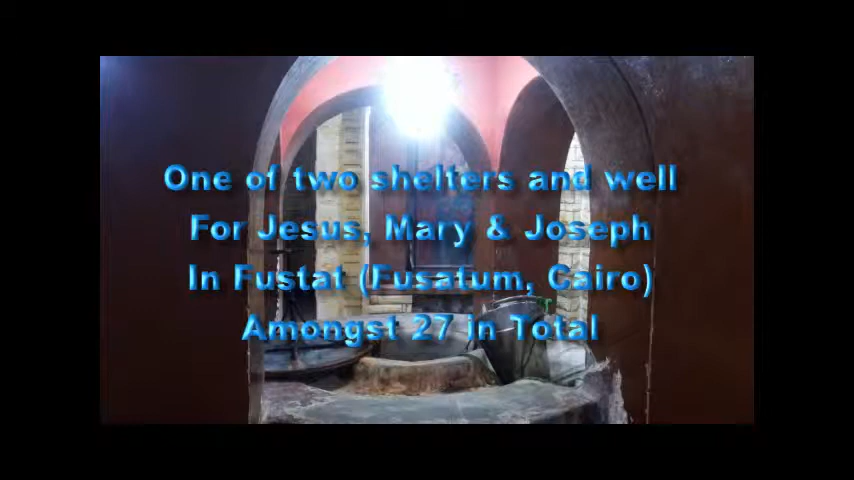 One of two shelters and well
For Jesus, Mary & Joseph
In Fustat (Fusatum, Cairo)
Amongst 27 in Total